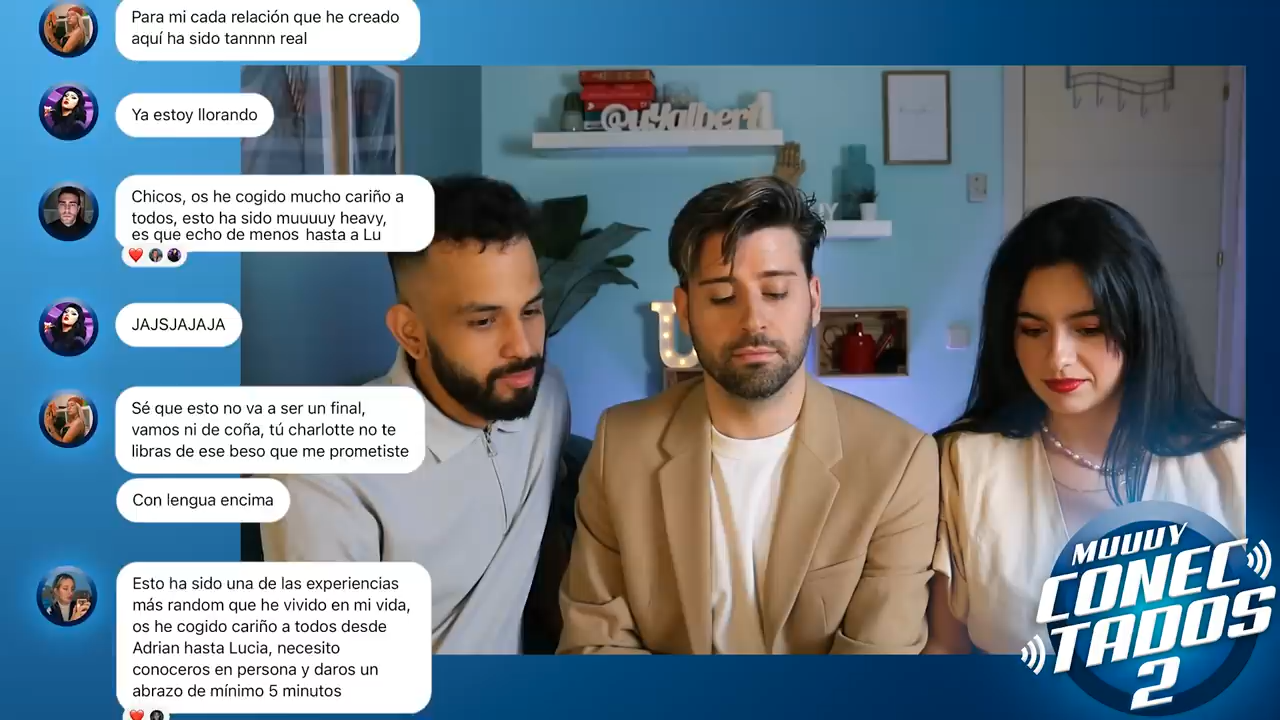 Para mi cada relación que he creado
aquí ha sido tannnn real
Ya estoy llorando
Chicos, os he cogido mucho cariño a
todos, esto ha sido muuuuy heavy,
es que echo de menos hasta a Lu
JAJSJAJAJA
Sé que esto no va a ser un final,
vamos ni de coña, tú charlotte no te
libras de ese beso que me prometiste
Con lengua encima
Esto ha sido una de las experiencias
más random que he vivido en mi vida,
os he cogido cariño a todos desde
Adrian hasta Lucia, necesito
conoceros en persona y daros un
abrazo de mínimo 5 minutos
@uy
U
MUUUY
CONEC
TADOS
2